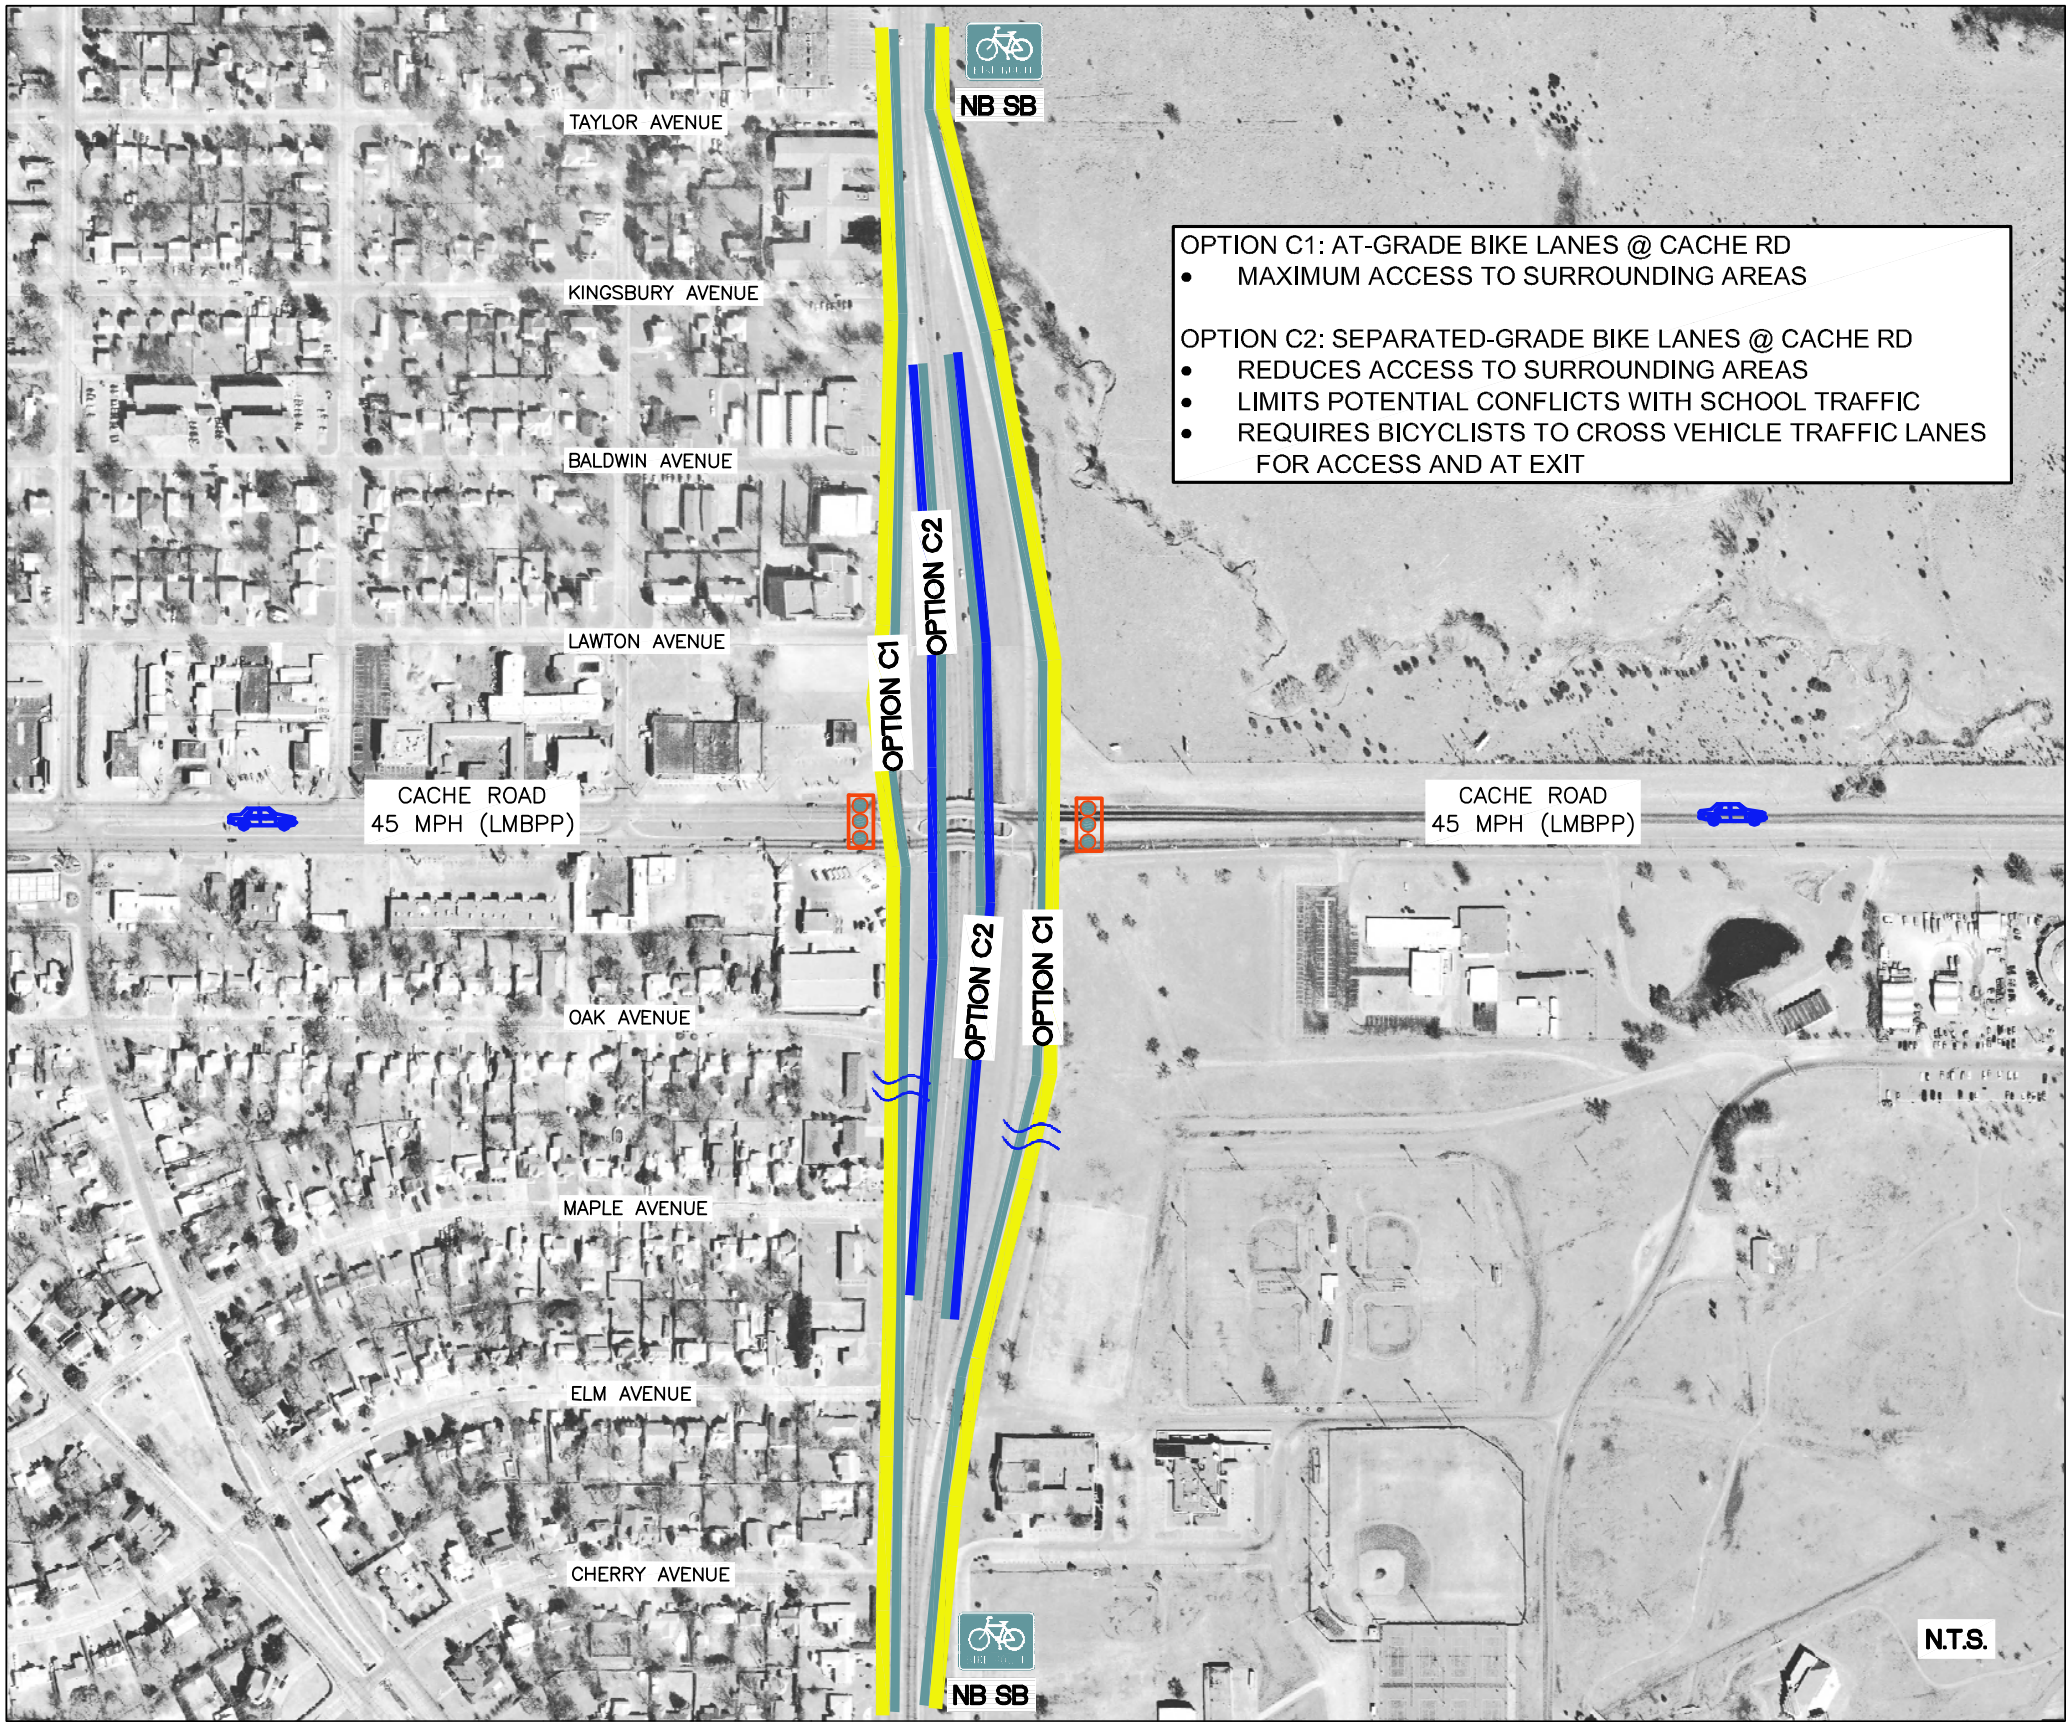 BIKE ROUTE
NB SB
TAYLOR AVENUE
OPTION C1: AT-GRADE BIKE LANES @ CACHE RD
• MAXIMUM ACCESS TO SURROUNDING AREAS
KINGSBURY AVENUE
OPTION C2: SEPARATED-GRADE BIKE LANES @ CACHE RD
• REDUCES ACCESS TO SURROUNDING AREAS
• LIMITS POTENTIAL CONFLICTS WITH SCHOOL TRAFFIC
• REQUIRES BICYCLISTS TO CROSS VEHICLE TRAFFIC LANES
FOR ACCESS AND AT EXIT
BALDWIN AVENUE
OPTION C2
LAWTON AVENUE
OPTION C1
CACHE ROAD
45 MPH (LMBPP)
CACHE ROAD
45 MPH (LMBPP)
OPTION C2
OPTION C1
OAK AVENUE
MAPLE AVENUE
ELM AVENUE
CHERRY AVENUE
BIKE ROUTE
NB SB
N.T.S.